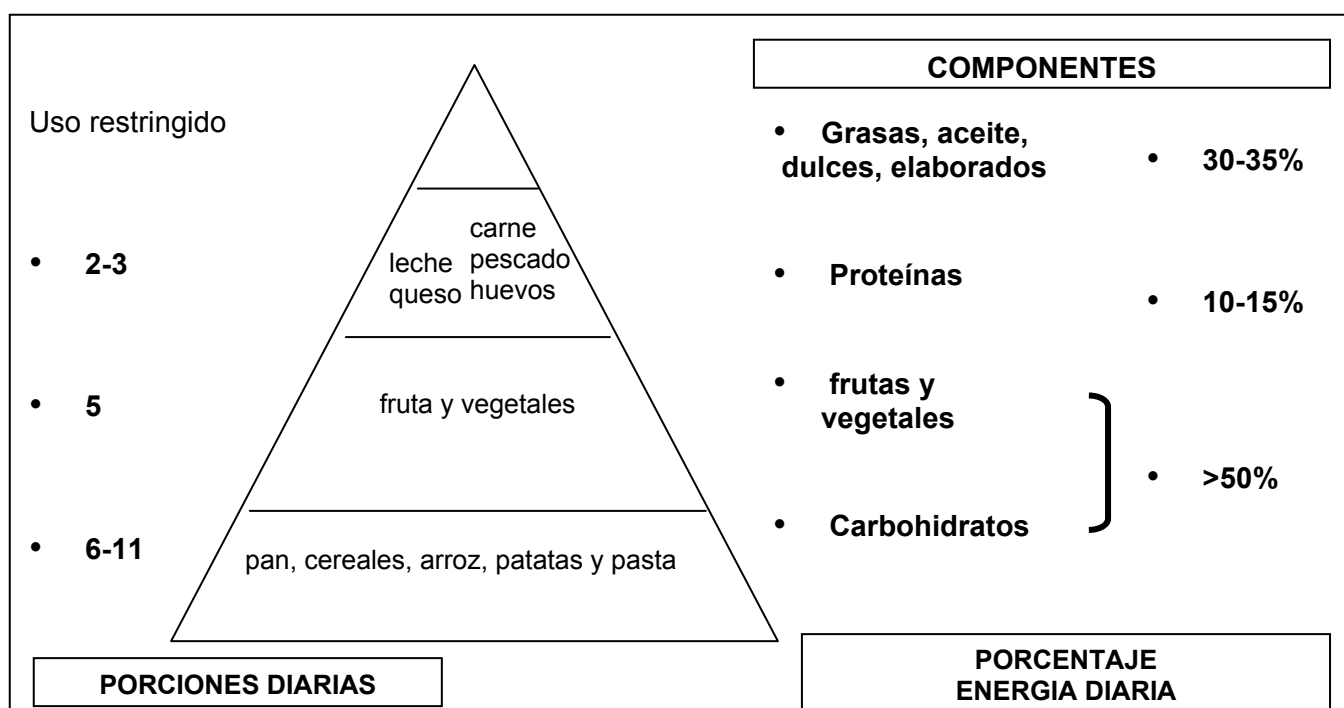 COMPONENTES
Uso restringido
• Grasas, aceite,
dulces, elaborados
• 30-35%
• 2-3
carne
leche pescado
queso huevos
• Proteínas
• 10-15%
• 5
fruta y vegetales
• frutas y
vegetales
• >50%
• Carbohidratos
• 6-11
pan, cereales, arroz, patatas y pasta
PORCIONES DIARIAS
PORCENTAJE
ENERGIA DIARIA